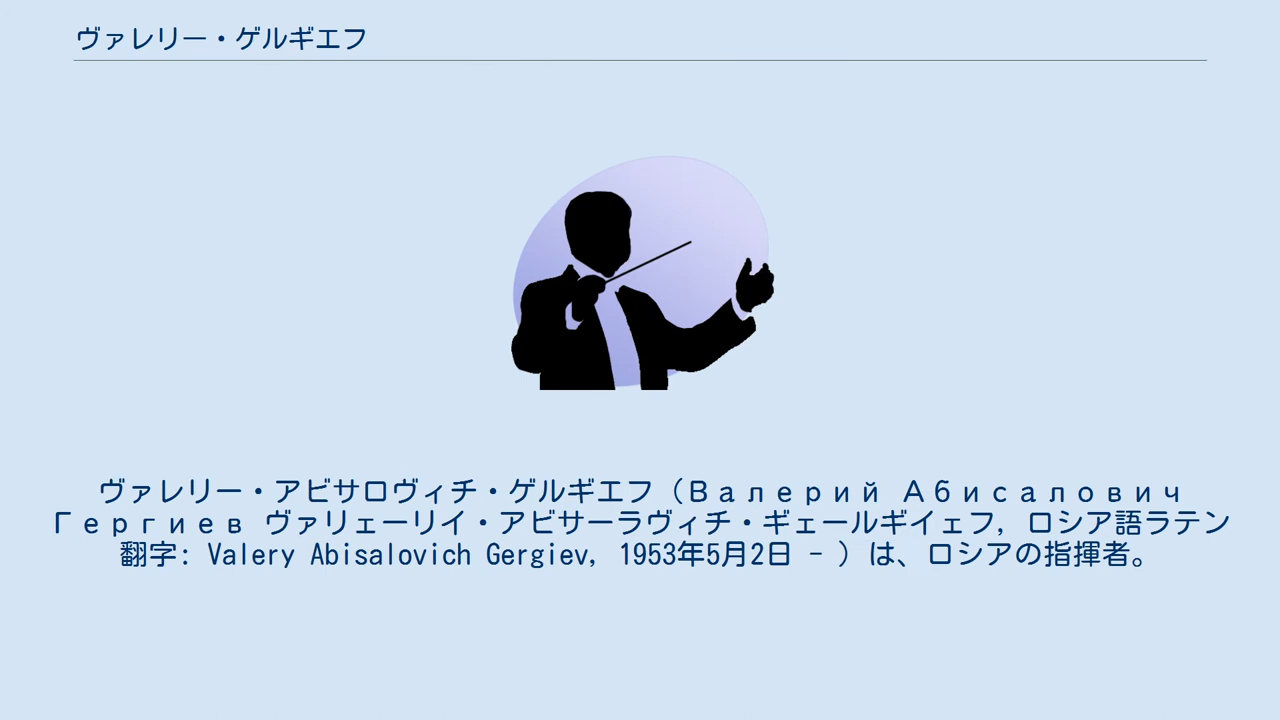 ヴァレリー・ゲルギエフ
ヴァレリー・アビサロヴィチ・ゲルギエフ（Валерий Абисалович
Гергиев ヴァリェーリイ・アビサーラヴィチ・ギェールギイェフ, ロシア語ラテン
翻字: Valery Abisalovich Gergiev, 1953年5月2日 - ）は、ロシアの指揮者。